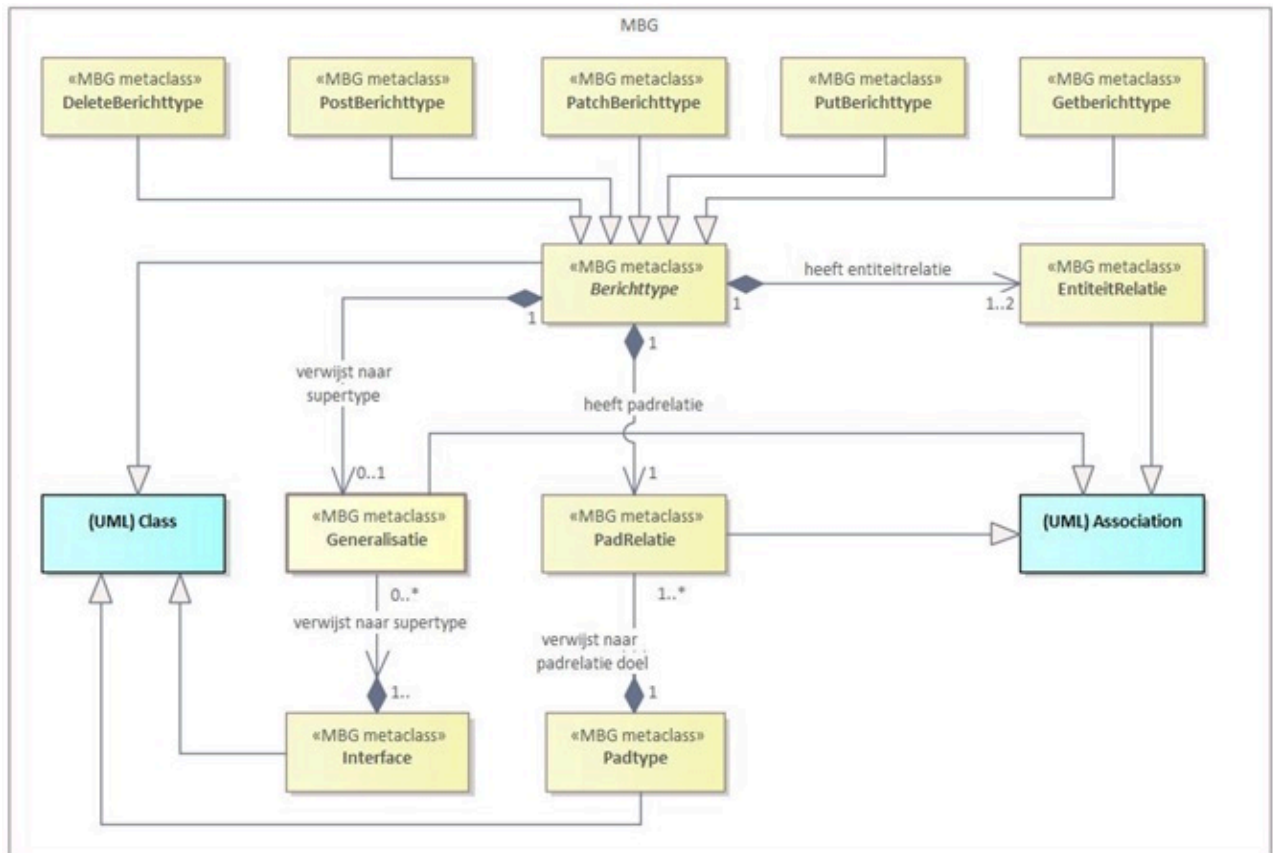 MBG
«MBG metaclass»
DeleteBerichttype
«MBG metaclass»
PostBerichttype
«MBG metaclass»
PatchBerichttype
«MBG metaclass»
PutBerichttype
«MBG metaclass»
Getberichttype
«MBG metaclass»
Berichttype
heeft entiteitrelatie
1
1..2
«MBG metaclass»
EntiteitRelatie
1
1
verwijst naar
supertype
heeft padrelatie
0..1
1
(UML) Class
«MBG metaclass»
Generalisatie
«MBG metaclass»
PadRelatie
(UML) Association
0..*
1..*
verwijst naar supertype
verwijst naar
padrelatie doel
1..
1
«MBG metaclass»
Interface
«MBG metaclass»
Padtype